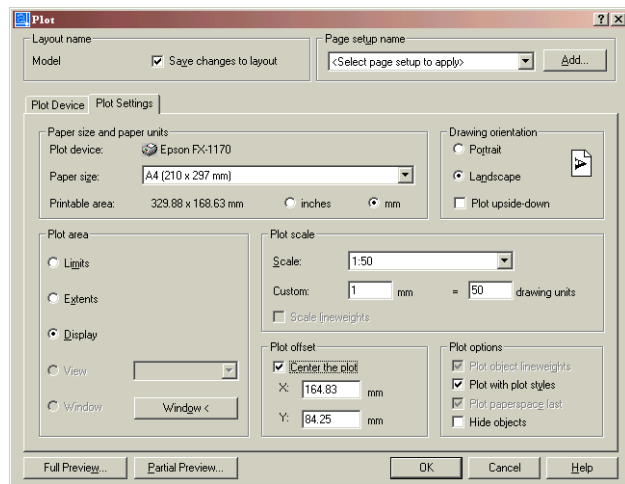 Plot
Layout name
Model
Save changes to layout
Page setup name
<Select page setup to apply>
Add...
Plot Device
Plot Settings
Paper size and paper units
Plot device: Epson FX-1170
Paper size: A4 (210 x 297 mm)
Printable area: 329.88 x 168.63 mm inches mm
Drawing orientation
Portrait
Landscape
Plot upside-down
A
Plot area
Limits
Extents
Display
View
Window
Window <
Plot scale
Scale: 1:50
Custom: 1 mm = 50 drawing units
Scale lineweights
Plot offset
Center the plot
X: 164.83 mm
Y: 84.25 mm
Plot options
Plot object lineweights
Plot with plot styles
Plot paperspace last
Hide objects
Full Preview...
Partial Preview...
OK
Cancel
Help